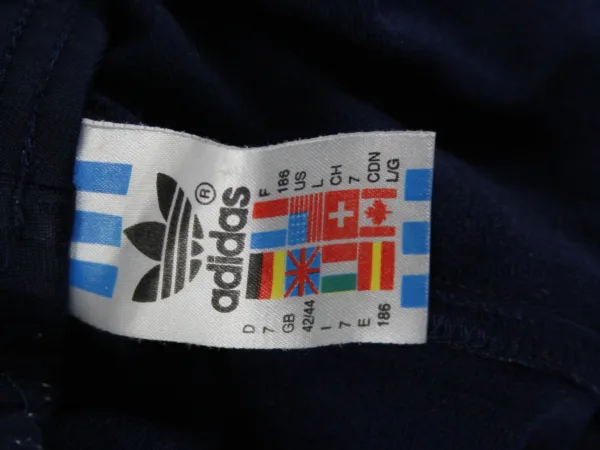 ®
adidas
D F
7 186
GB US
42/44 L
I CH
7 7
E CDN
186 L/G